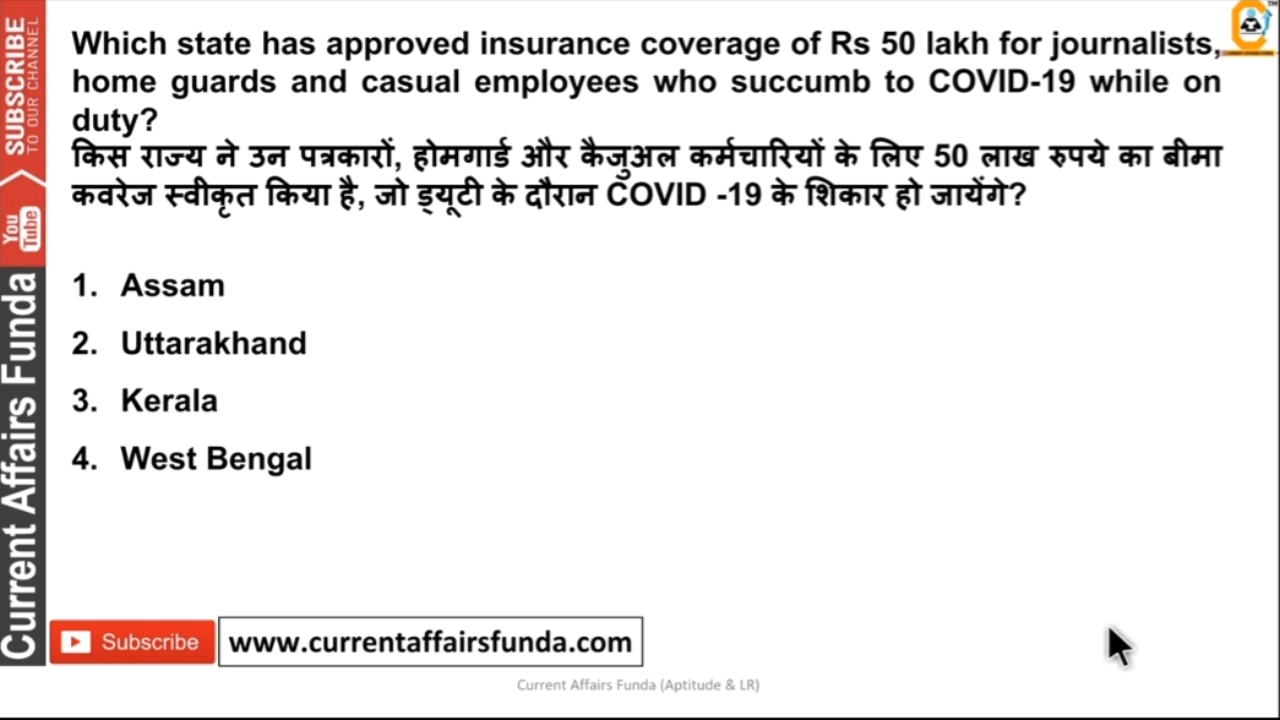 Which state has approved insurance coverage of Rs 50 lakh for journalists,
home guards and casual employees who succumb to COVID-19 while on
duty?
किस राज्य ने उन पत्रकारों, होमगार्ड और कैजुअल कर्मचारियों के लिए 50 लाख रुपये का बीमा
कवरेज स्वीकृत किया है, जो ड्यूटी के दौरान COVID -19 के शिकार हो जायेंगे?
1. Assam
2. Uttarakhand
3. Kerala
4. West Bengal
SUBSCRIBE
TO OUR CHANNEL
You
Tube
Current Affairs Funda
Subscribe
www.currentaffairsfunda.com
Current Affairs Funda (Aptitude & LR)